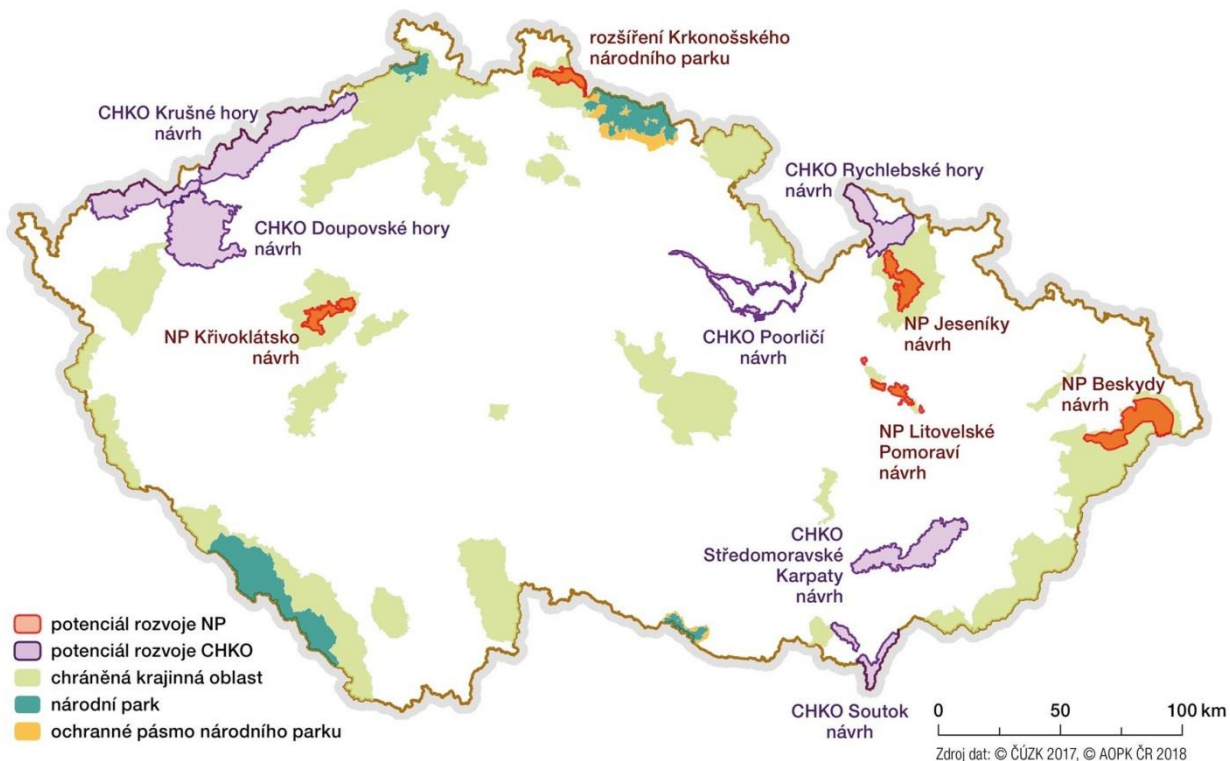 rozšíření Krkonošského
národního parku
CHKO Krušné hory
návrh
CHKO Rychlebské hory
návrh
CHKO Doupovské hory
návrh
NP Křivoklátsko
návrh
CHKO Poorličí
návrh
NP Jeseníky
návrh
NP Beskydy
návrh
NP Litovelské
Pomoraví
návrh
CHKO
Středomoravské
Karpaty
návrh
CHKO Soutok
návrh
potenciál rozvoje NP
potenciál rozvoje CHKO
chráněná krajinná oblast
národní park
ochranné pásmo národního parku
0 50 100 km
Zdroj dat: © ČÚZK 2017, © AOPK ČR 2018